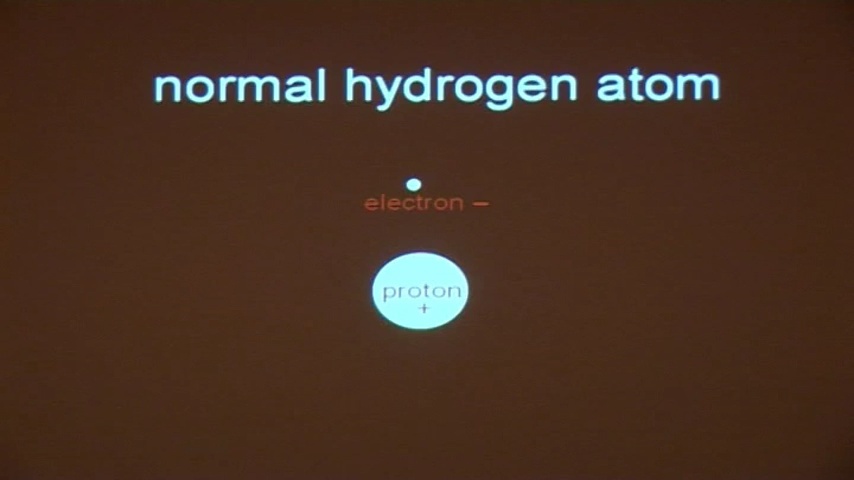 normal hydrogen atom
electron –
proton
+